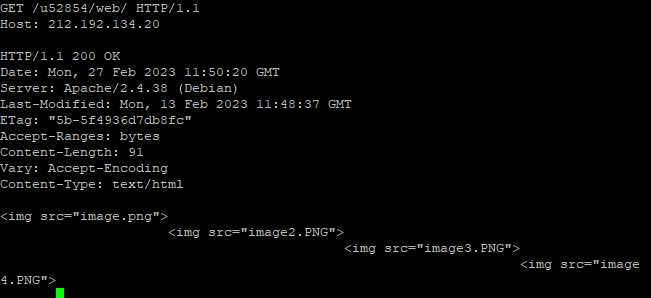 GET /u52854/web/ HTTP/1.1
Host: 212.192.134.20

HTTP/1.1 200 OK
Date: Mon, 27 Feb 2023 11:50:20 GMT
Server: Apache/2.4.38 (Debian)
Last-Modified: Mon, 13 Feb 2023 11:48:37 GMT
ETag: "5b-5f4936d7db8fc"
Accept-Ranges: bytes
Content-Length: 91
Vary: Accept-Encoding
Content-Type: text/html

<img src="image.png">
<img src="image2.PNG">
<img src="image3.PNG">
<img src="image
4.PNG">